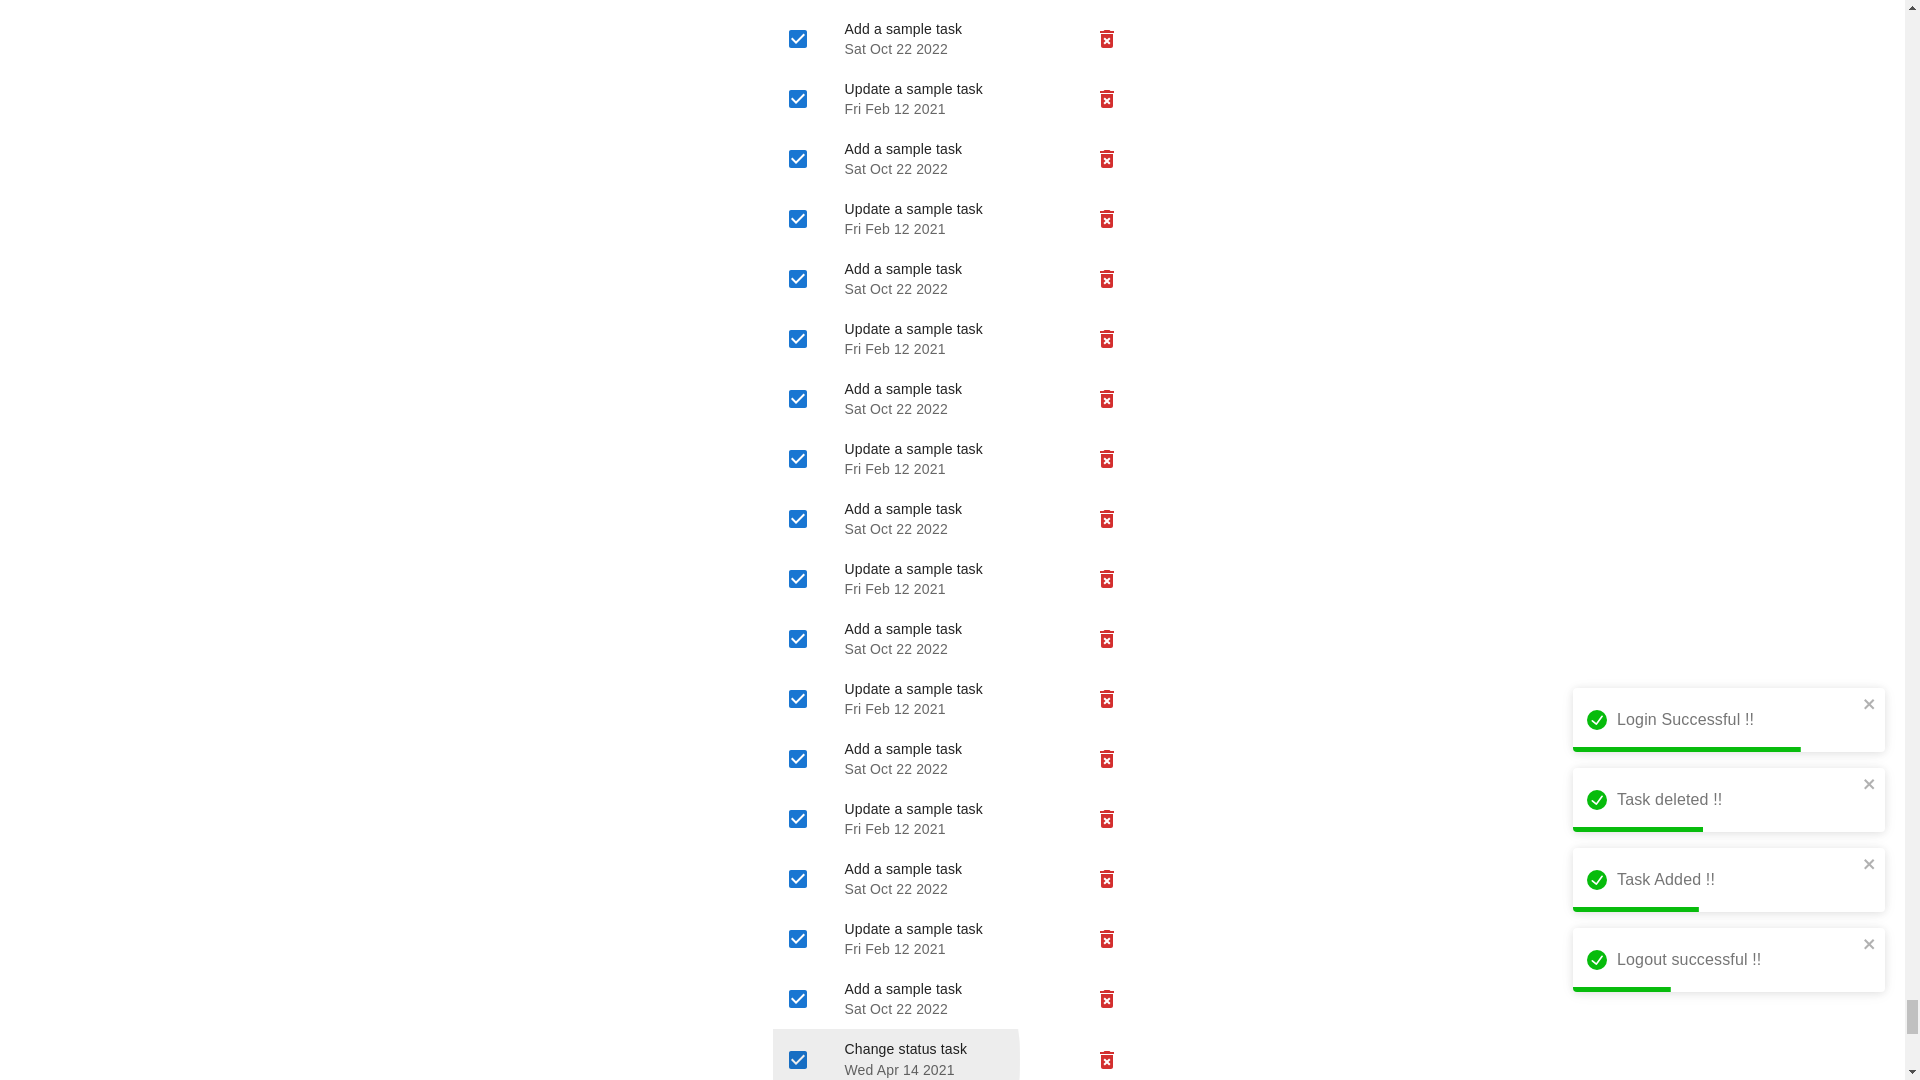 Add a sample task
Sat Oct 22 2022
Update a sample task
Fri Feb 12 2021
Add a sample task
Sat Oct 22 2022
Update a sample task
Fri Feb 12 2021
Add a sample task
Sat Oct 22 2022
Update a sample task
Fri Feb 12 2021
Add a sample task
Sat Oct 22 2022
Update a sample task
Fri Feb 12 2021
Add a sample task
Sat Oct 22 2022
Update a sample task
Fri Feb 12 2021
Add a sample task
Sat Oct 22 2022
Update a sample task
Fri Feb 12 2021
Add a sample task
Sat Oct 22 2022
Update a sample task
Fri Feb 12 2021
Add a sample task
Sat Oct 22 2022
Update a sample task
Fri Feb 12 2021
Add a sample task
Sat Oct 22 2022
Change status task
Wed Apr 14 2021
Login Successful !!
Task deleted !!
Task Added !!
Logout successful !!